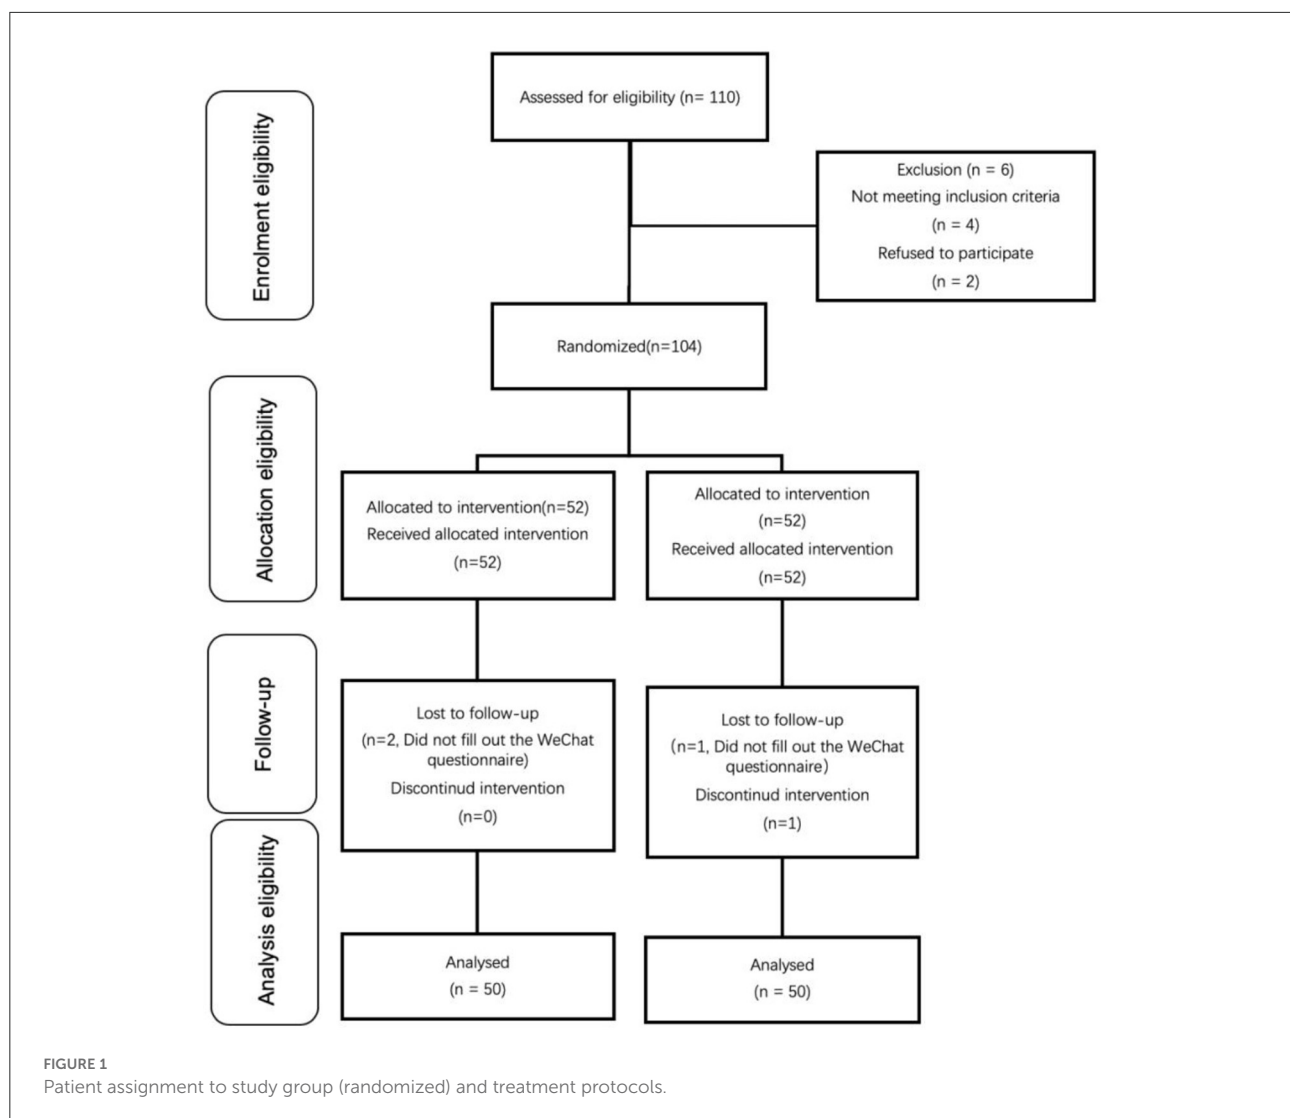 Enrolment eligibility
Assessed for eligibility (n= 110)
Exclusion (n = 6)
Not meeting inclusion criteria
(n = 4)
Refused to participate
(n = 2)
Randomized(n=104)
Allocation eligibility
Allocated to intervention(n=52)
Received allocated intervention
(n=52)
Allocated to intervention
(n=52)
Received allocated intervention
(n=52)
Follow-up
Lost to follow-up
(n=2, Did not fill out the WeChat
questionnaire)
Discontinud intervention
(n=0)
Lost to follow-up
(n=1, Did not fill out the WeChat
questionnaire)
Discontinud intervention
(n=1)
Analysis eligibility
Analysed
(n = 50)
Analysed
(n = 50)
FIGURE 1
Patient assignment to study group (randomized) and treatment protocols.